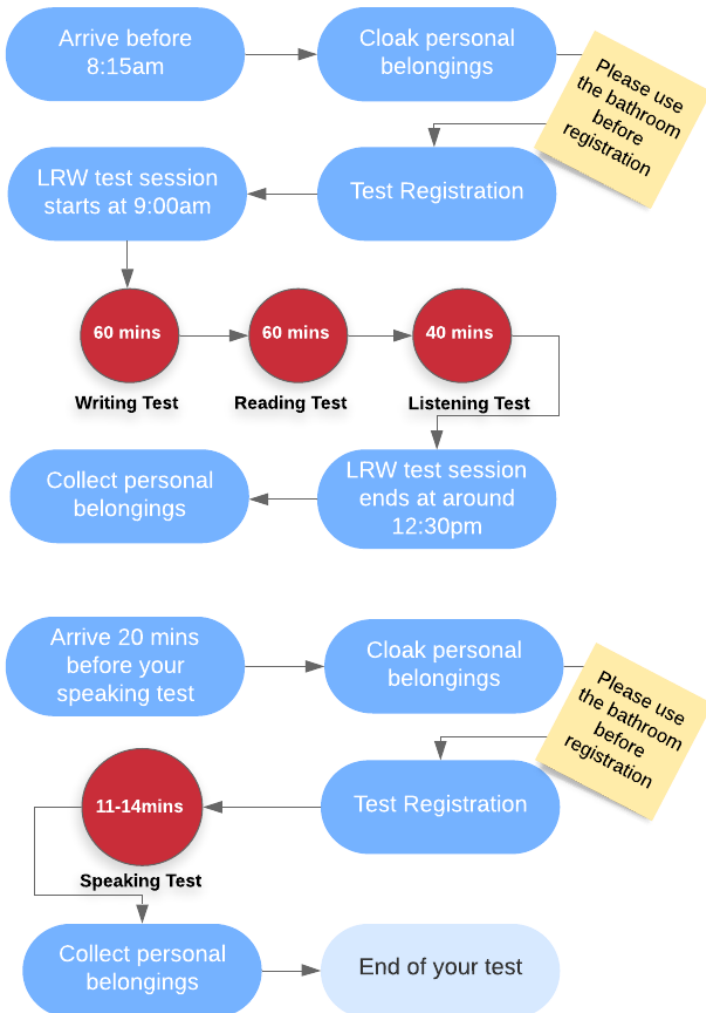 Arrive before
8:15am
Cloak personal
belongings
Please use
the bathroom
before
registration
Test Registration
LRW test session
starts at 9:00am
60 mins
60 mins
40 mins
Writing Test
Reading Test
Listening Test
LRW test session
ends at around
12:30pm
Collect personal
belongings
Arrive 20 mins
before your
speaking test
Cloak personal
belongings
Please use
the bathroom
before
registration
Test Registration
11-14mins
Speaking Test
Collect personal
belongings
End of your test